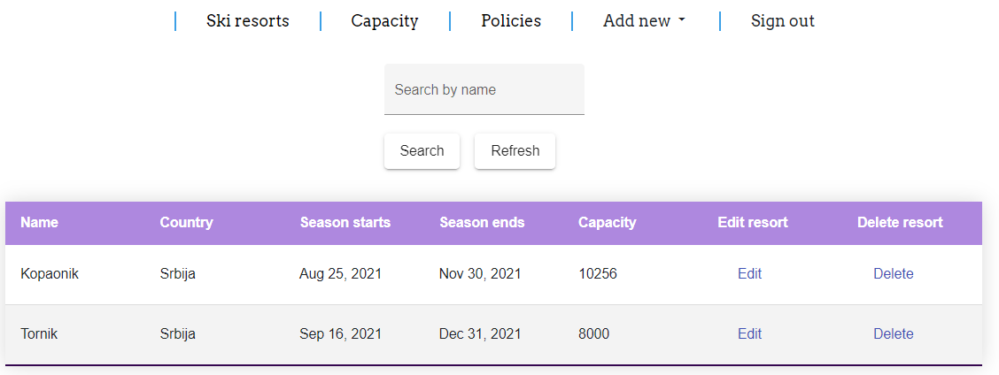 Ski resorts Capacity Policies Add new Sign out
Search by name
Search Refresh
Name Country Season starts Season ends Capacity Edit resort Delete resort
Kopaonik Srbija Aug 25, 2021 Nov 30, 2021 10256 Edit Delete
Tornik Srbija Sep 16, 2021 Dec 31, 2021 8000 Edit Delete